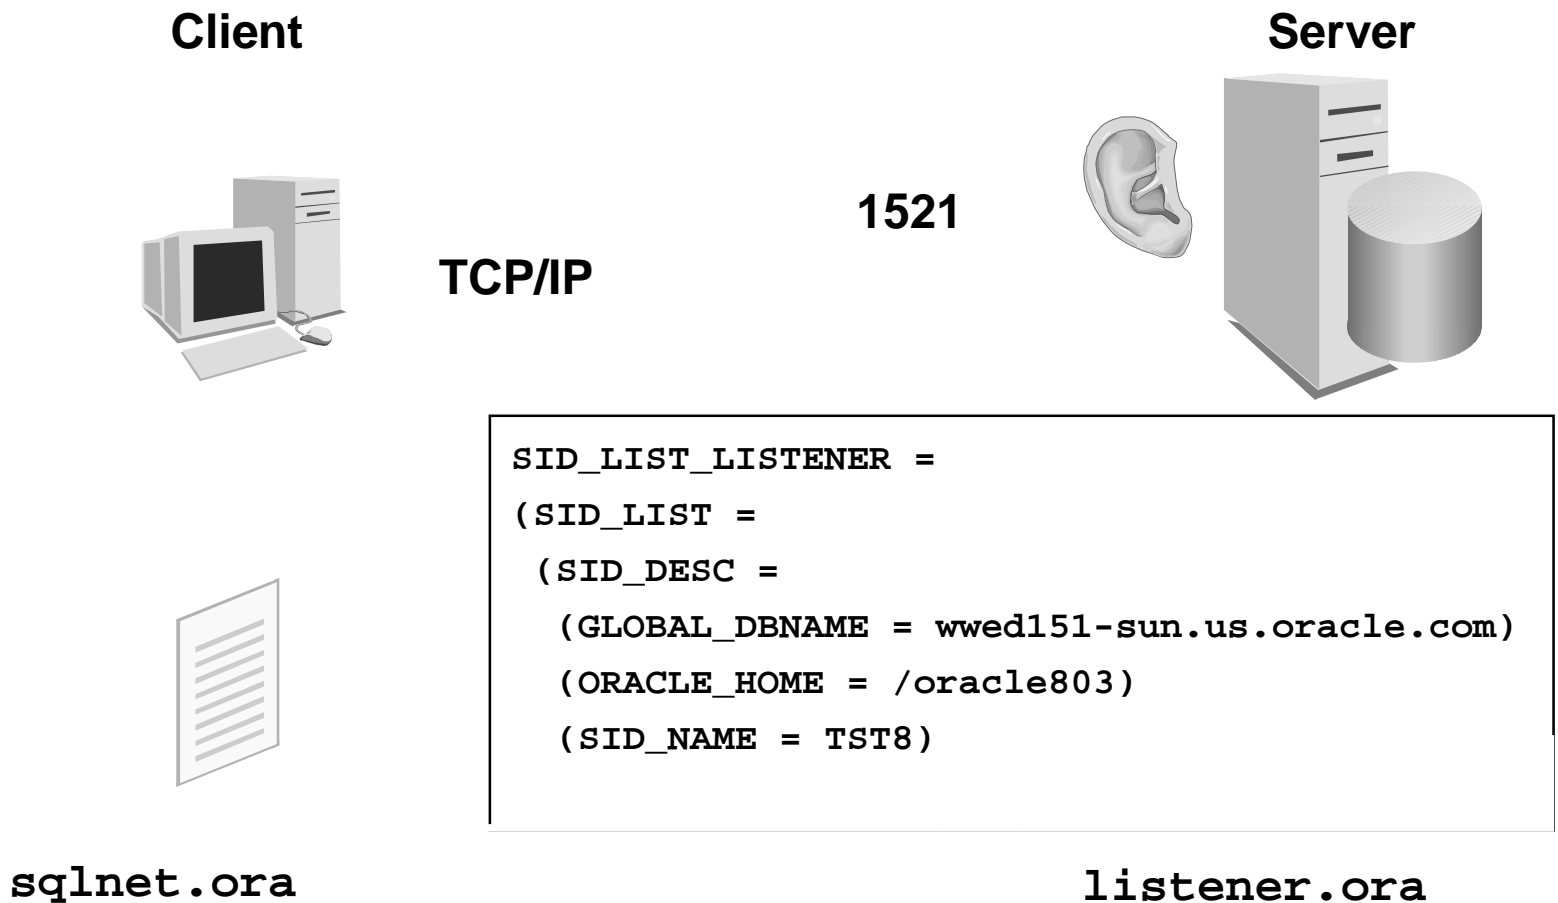 Client
Server
1521
TCP/IP
SID_LIST_LISTENER =
(SID_LIST =
(SID_DESC =
(GLOBAL_DBNAME = wwed151-sun.us.oracle.com)
(ORACLE_HOME = /oracle803)
(SID_NAME = TST8)
sqlnet.ora
listener.ora